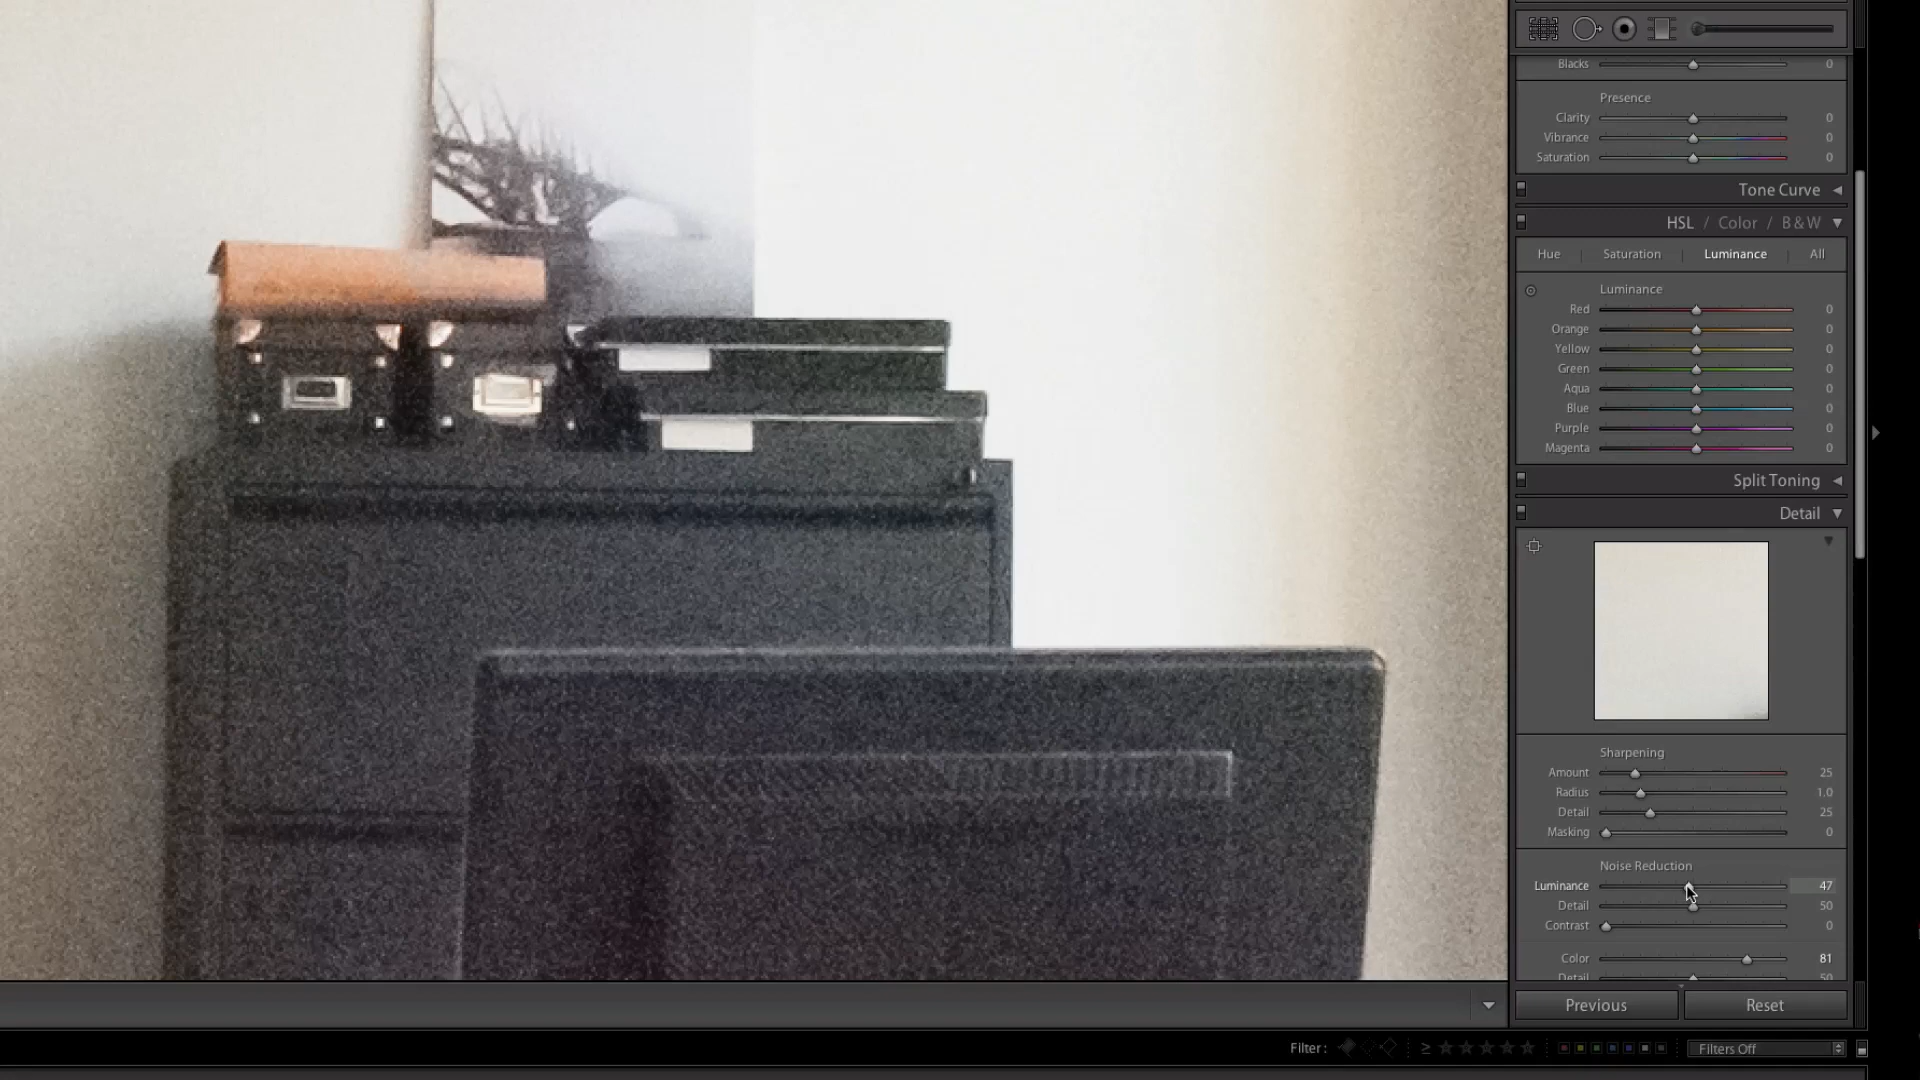 Blacks 0
Presence
Clarity 0
Vibrance 0
Saturation 0
Tone Curve
HSL / Color / B & W
Hue Saturation Luminance All
Luminance
Red 0
Orange 0
Yellow 0
Green 0
Aqua 0
Blue 0
Purple 0
Magenta 0
Split Toning
Detail
Sharpening
Amount 25
Radius 1.0
Detail 25
Masking 0
Noise Reduction
Luminance 47
Detail 50
Contrast 0
Color 81
Detail 50
Previous Reset
Filter : ≥ Filters Off